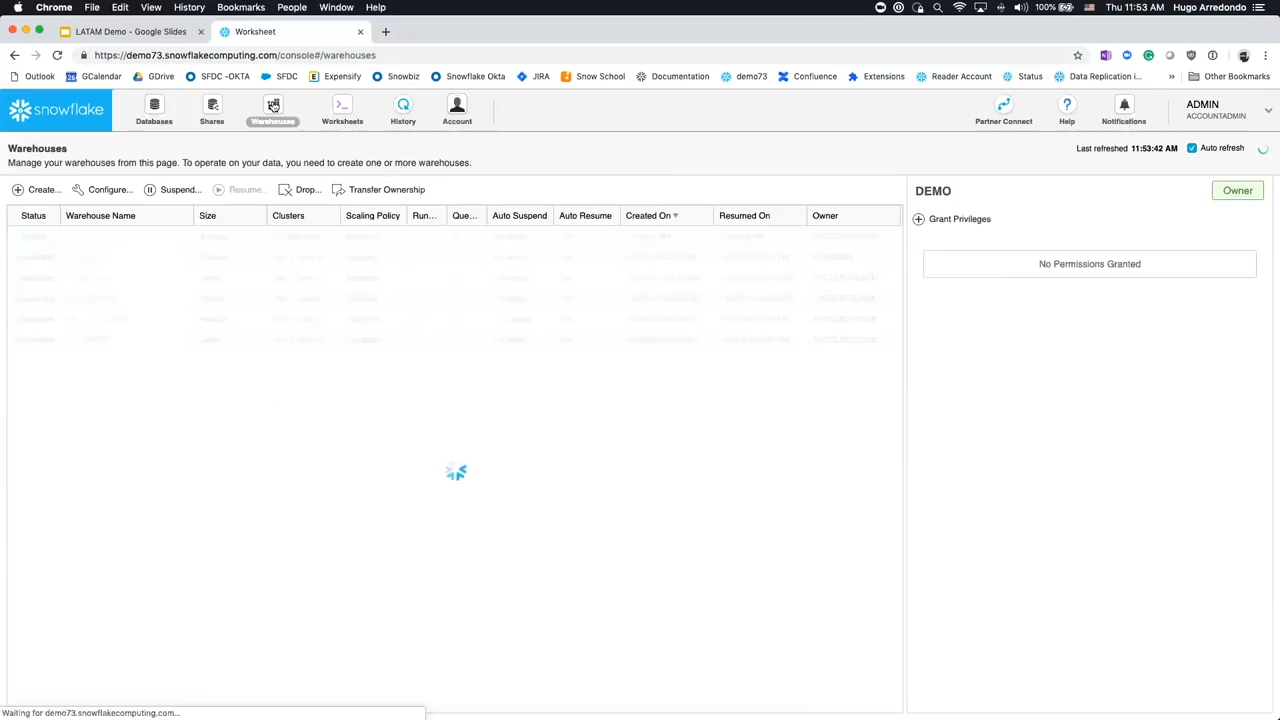 Chrome File Edit View History Bookmarks People Window Help 100% Thu 11:53 AM Hugo Arredondo
LATAM Demo - Google Slides Worksheet
https://demo73.snowflakecomputing.com/console#/warehouses
Outlook GCalendar GDrive SFDC -OKTA SFDC Expensify Snowbiz Snowflake Okta JIRA Snow School Documentation demo73 Confluence Extensions Reader Account Status Data Replication i... » Other Bookmarks
snowflake Databases Shares Warehouses Worksheets History Account Partner Connect Help Notifications ADMIN
ACCOUNTADMIN
Warehouses
Last refreshed 11:53:42 AM Auto refresh
Manage your warehouses from this page. To operate on your data, you need to create one or more warehouses.
Create... Configure... Suspend... Resume... Drop... Transfer Ownership
DEMO Owner
Status Warehouse Name Size Clusters Scaling Policy Run... Que... Auto Suspend Auto Resume Created On Resumed On Owner
Grant Privileges
No Permissions Granted
Waiting for demo73.snowflakecomputing.com...